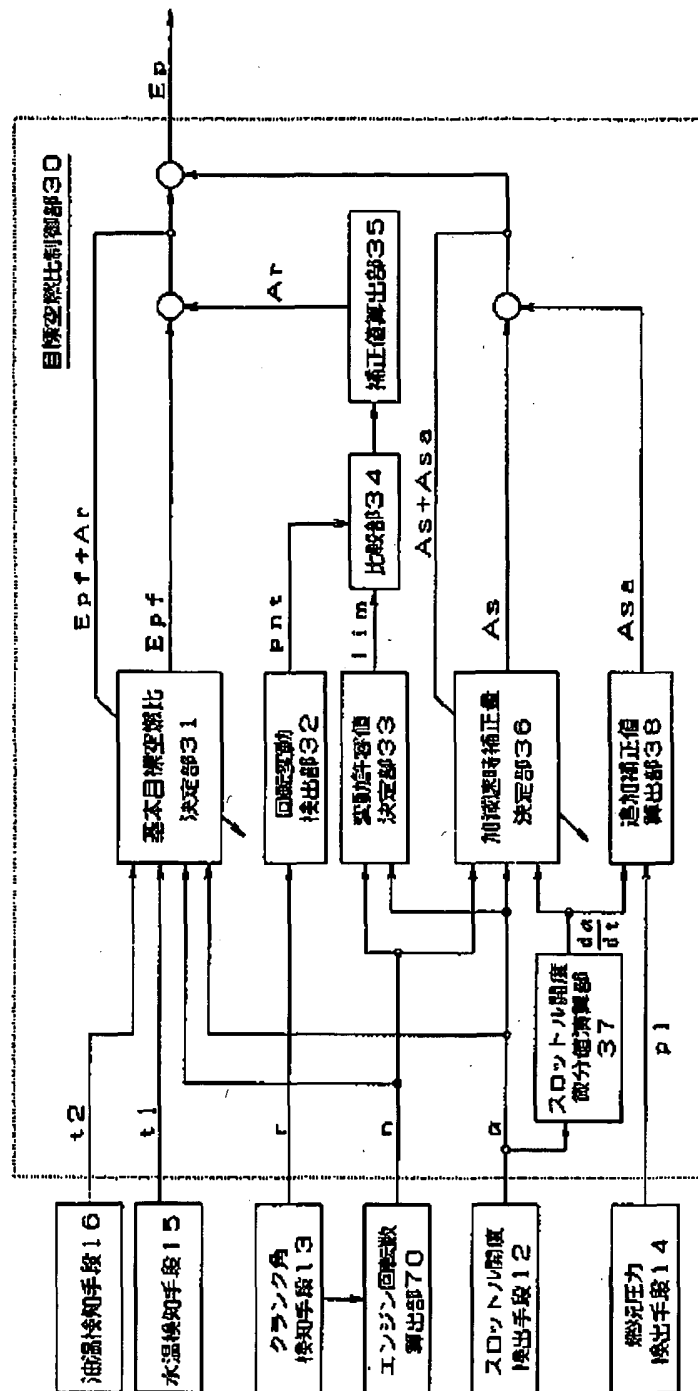 目標空燃比制御部30
Ep
Epf+Ar
Epf
Ar
補正値算出部35
pnt
比較部34
lim
As+Asa
As
Asa
基本目標空燃比
決定部31
回転変動
検出部32
変動許容値
決定部33
加減速時補正量
決定部36
追加補正値
算出部38
da
dt
スロットル開度
微分値演算部
37
t2
t1
r
n
α
p1
油温検知手段16
水温検知手段15
クランク角
検知手段13
エンジン回転数
算出部70
スロットル開度
検出手段12
燃焼圧力
検出手段14